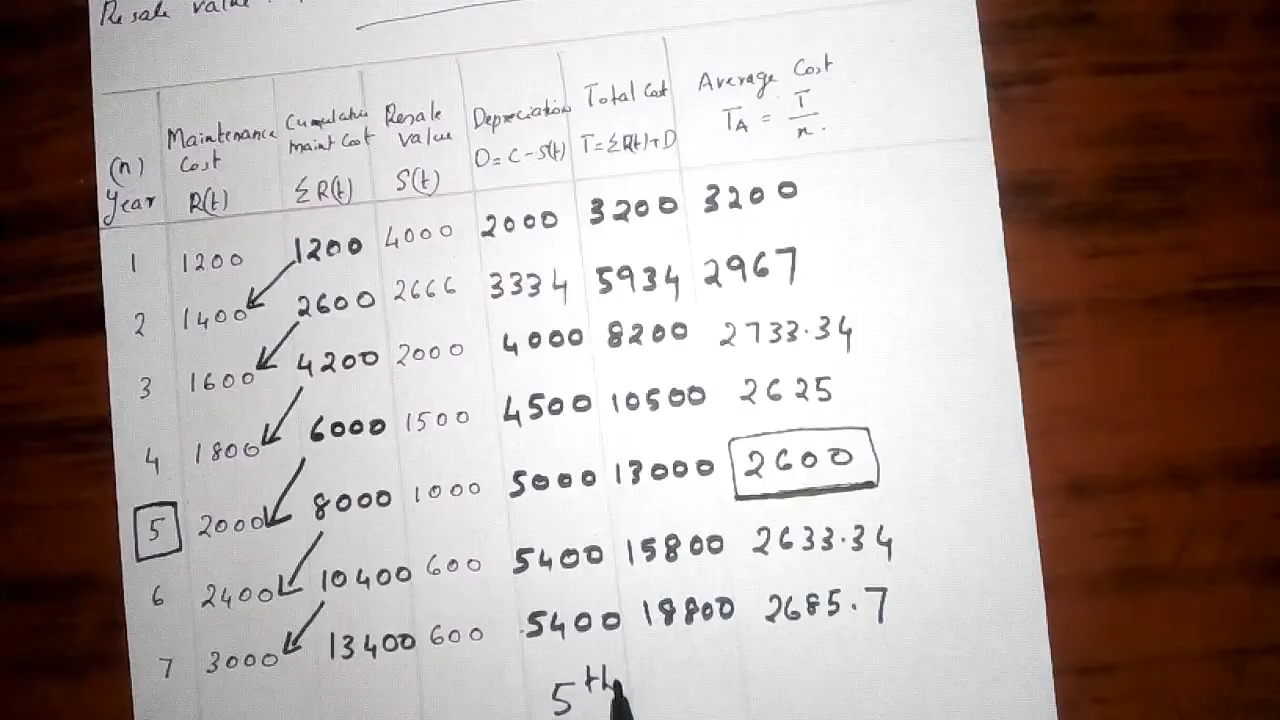 Resale value
(n) Year Maintenance Cost R(t) Cumulative Maint Cost ΣR(t) Resale Value S(t) Depreciation D = C - S(t) Total Cost T = ΣR(t) + D Average Cost TA = T/n.
1 1200 1200 4000 2000 3200 3200
2 1400 2600 2666 3334 5934 2967
3 1600 4200 2000 4000 8200 2733.34
4 1800 6000 1500 4500 10500 2625
5 2000 8000 1000 5000 13000 2600
6 2400 10400 600 5400 15800 2633.34
7 3000 13400 600 5400 18800 2685.7
5th